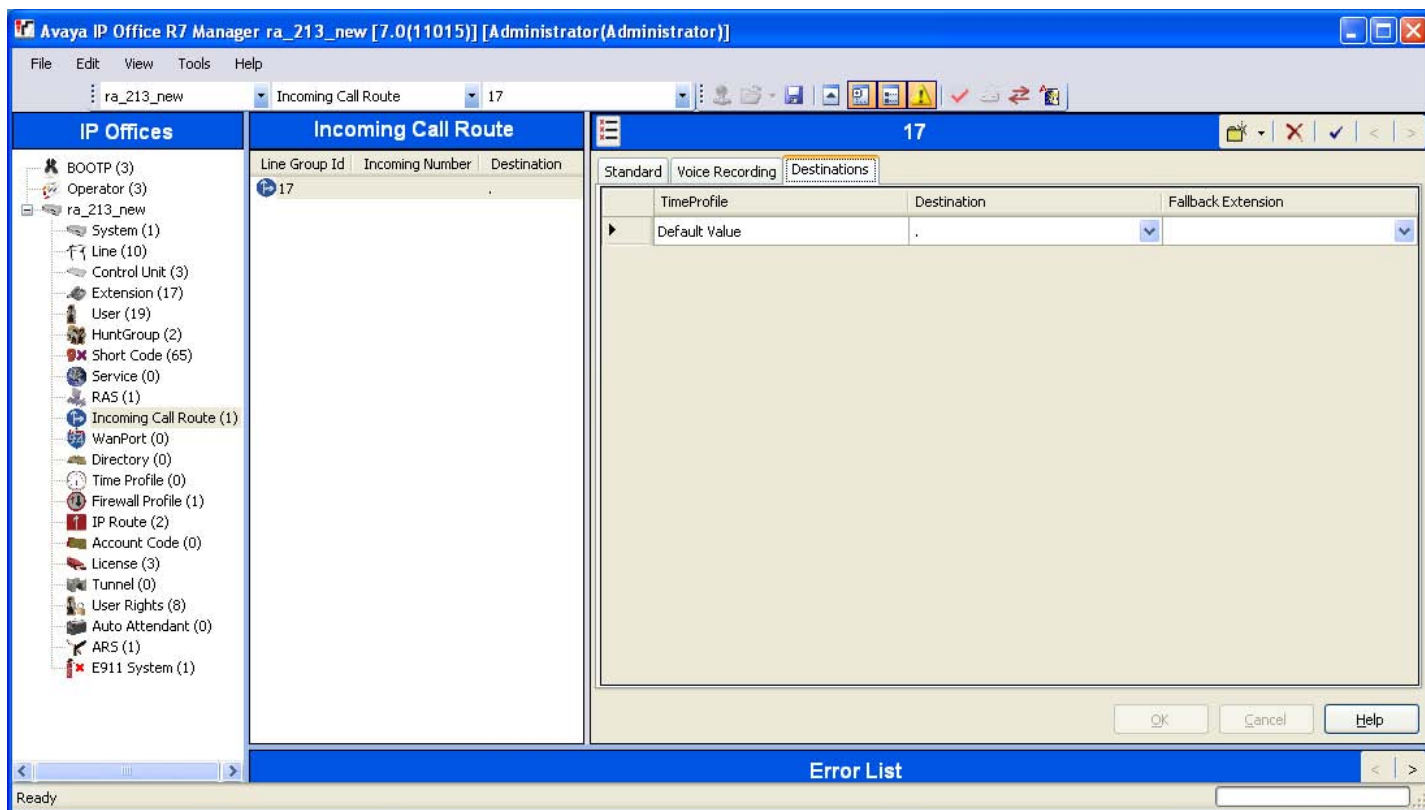 Avaya IP Office R7 Manager ra_213_new [7.0(11015)] [Administrator(Administrator)]
File Edit View Tools Help
ra_213_new Incoming Call Route 17
IP Offices
BOOTP (3)
Operator (3)
ra_213_new
System (1)
Line (10)
Control Unit (3)
Extension (17)
User (19)
HuntGroup (2)
Short Code (65)
Service (0)
RAS (1)
Incoming Call Route (1)
WanPort (0)
Directory (0)
Time Profile (0)
Firewall Profile (1)
IP Route (2)
Account Code (0)
License (3)
Tunnel (0)
User Rights (8)
Auto Attendant (0)
ARS (1)
E911 System (1)
Incoming Call Route
Line Group Id Incoming Number Destination
17 .
17
Standard Voice Recording Destinations
TimeProfile Destination Fallback Extension
Default Value .
OK Cancel Help
Error List
Ready